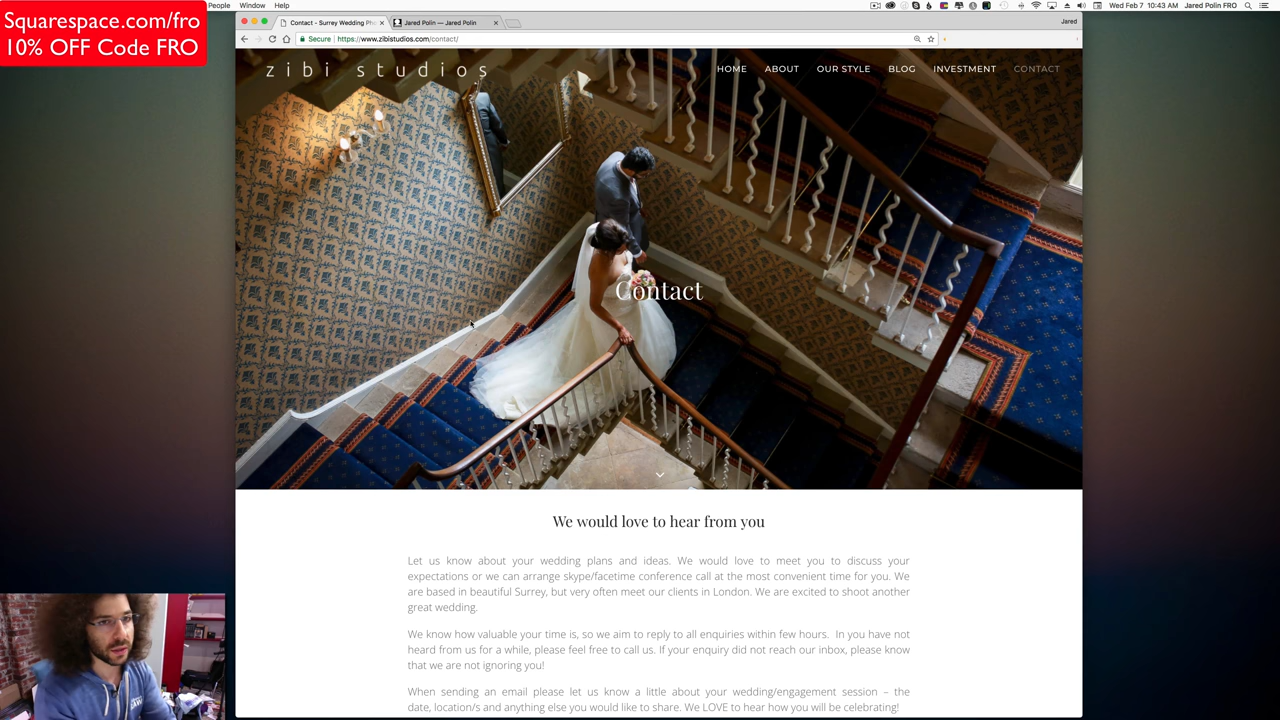 Squarespace.com/fro
10% OFF Code FRO
People Window Help
Wed Feb 7 10:43 AM Jared Polin FRO
Contact - Surrey Wedding Pho
Jared Polin — Jared Polin
Jared
Secure https://www.zibistudios.com/contact/
zibi studios
HOME ABOUT OUR STYLE BLOG INVESTMENT CONTACT
Contact
We would love to hear from you
Let us know about your wedding plans and ideas. We would love to meet you to discuss your
expectations or we can arrange skype/facetime conference call at the most convenient time for you. We
are based in beautiful Surrey, but very often meet our clients in London. We are excited to shoot another
great wedding.
We know how valuable your time is, so we aim to reply to all enquiries within few hours. In you have not
heard from us for a while, please feel free to call us. If your enquiry did not reach our inbox, please know
that we are not ignoring you!
When sending an email please let us know a little about your wedding/engagement session – the
date, location/s and anything else you would like to share. We LOVE to hear how you will be celebrating!